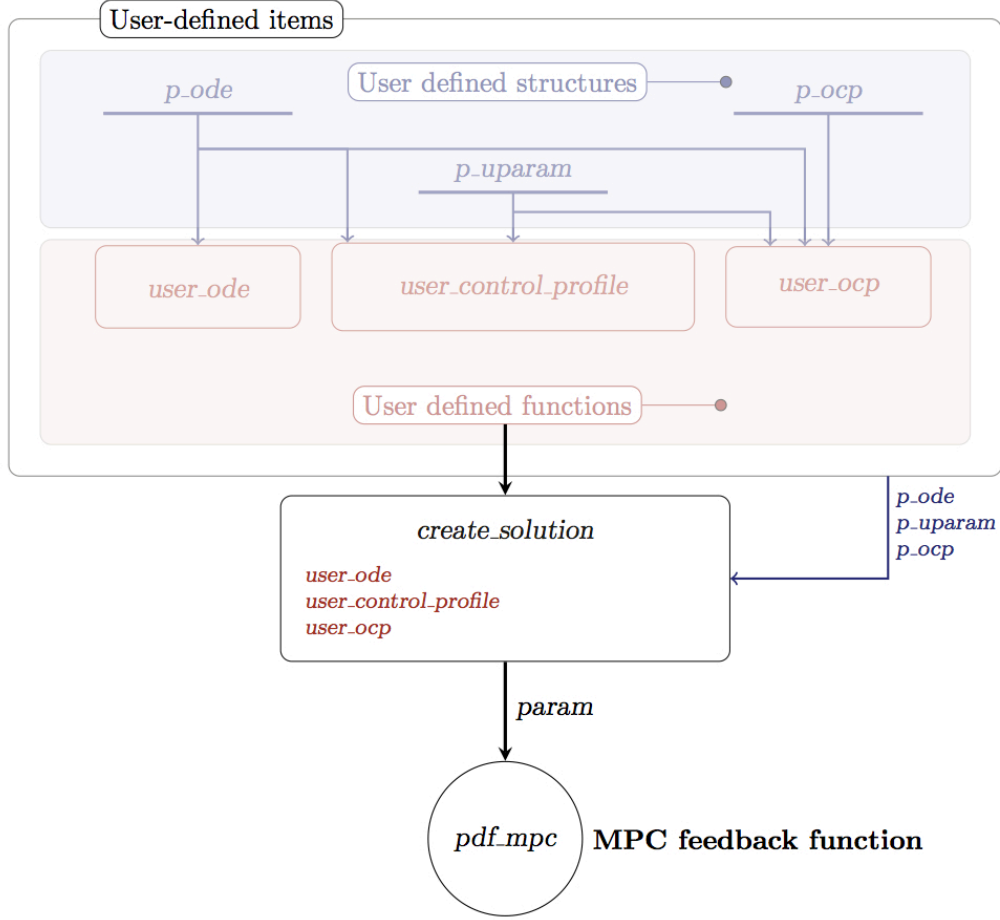 User-defined items
User defined structures
p_ode
p_ocp
p_uparam
user_ode
user_control_profile
user_ocp
User defined functions
p_ode
p_uparam
p_ocp
create_solution
user_ode
user_control_profile
user_ocp
param
pdf_mpc
MPC feedback function